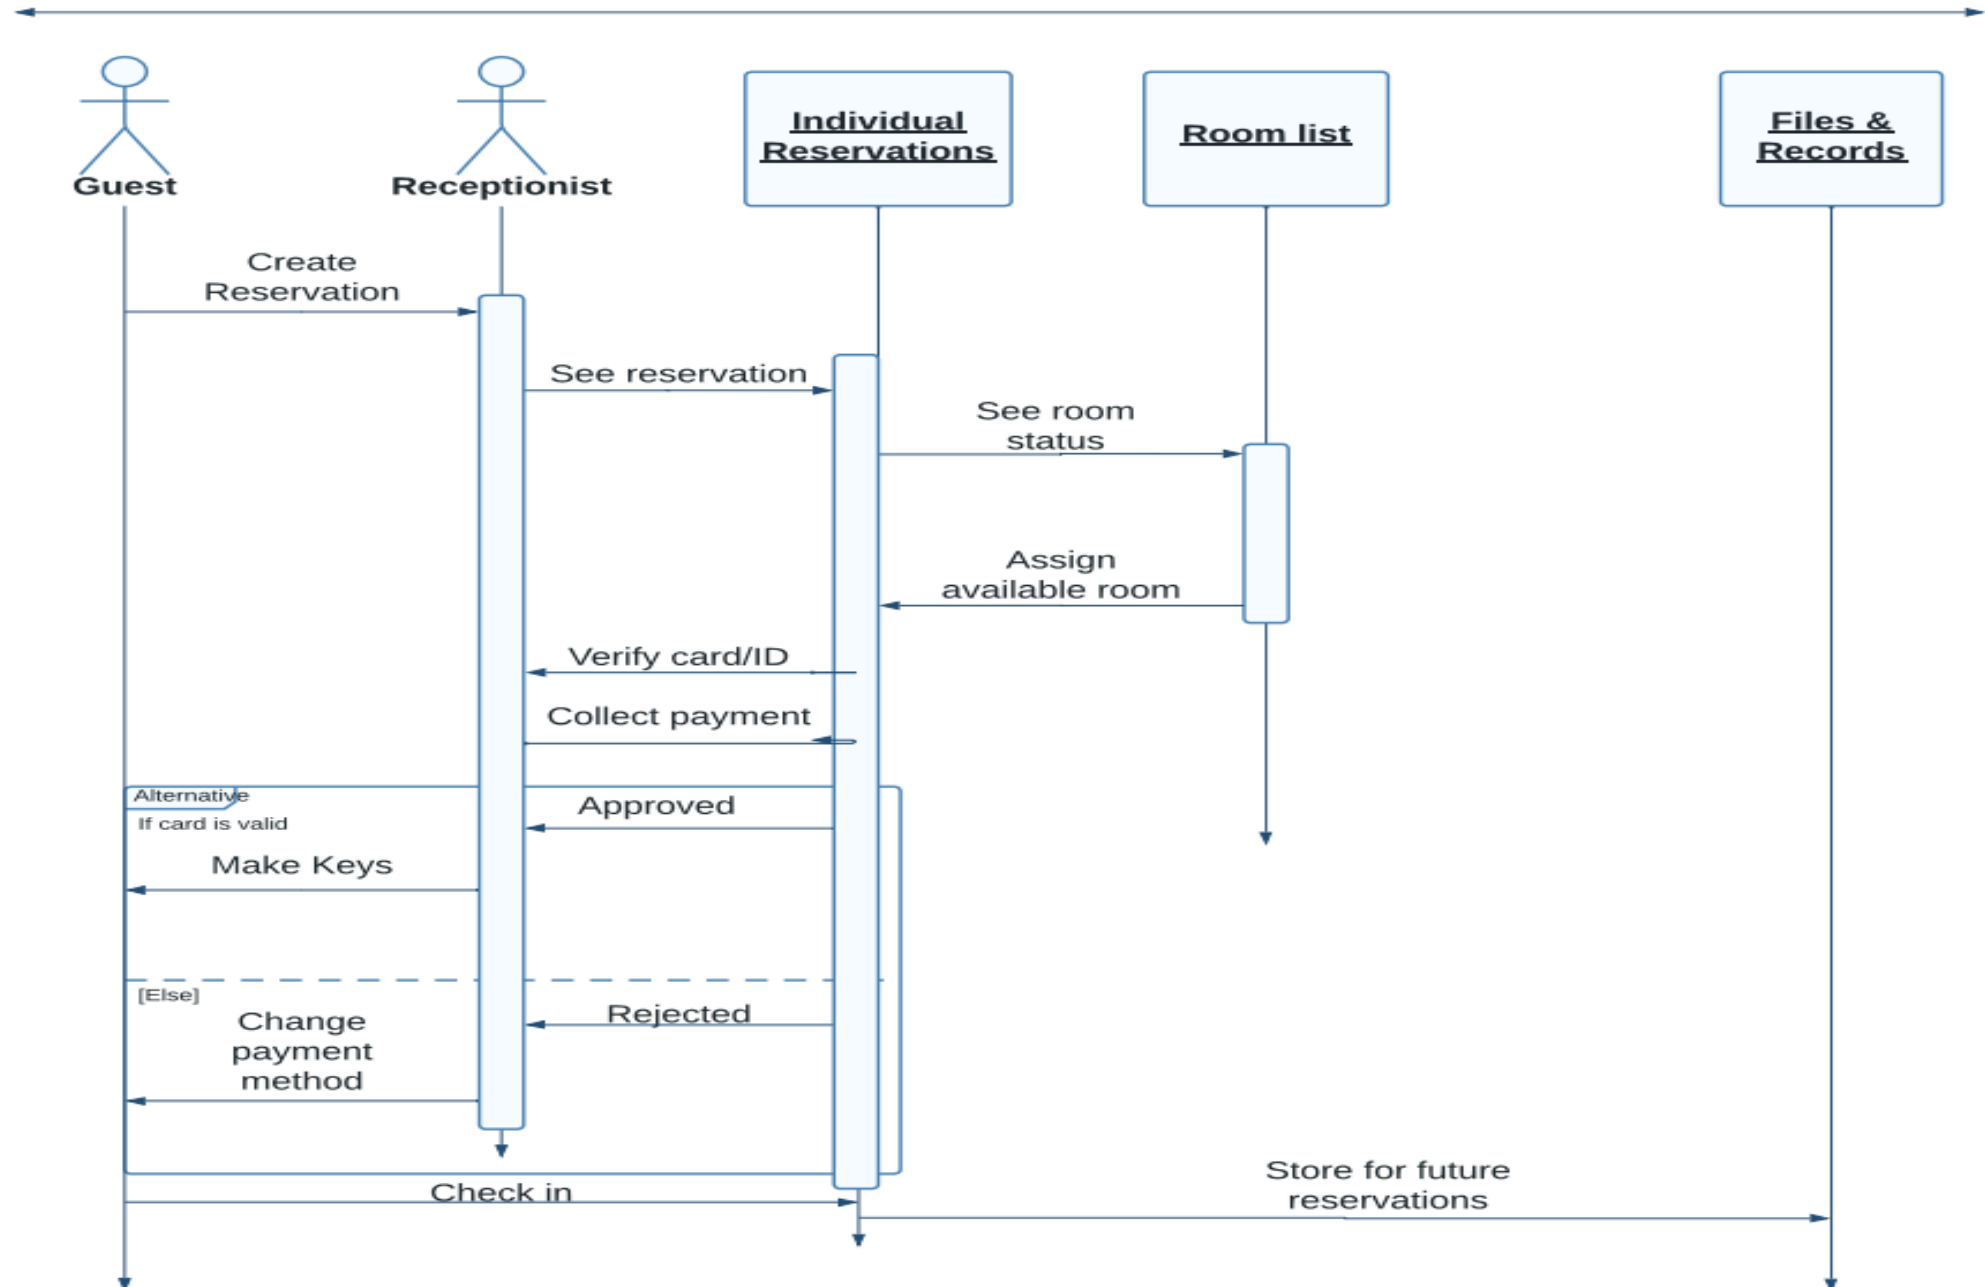 Guest
Receptionist
Individual
Reservations
Room list
Files &
Records
Create
Reservation
See reservation
See room
status
Assign
available room
Verify card/ID
Collect payment
Alternative
If card is valid
Approved
Make Keys
[Else]
Rejected
Change
payment
method
Check in
Store for future
reservations